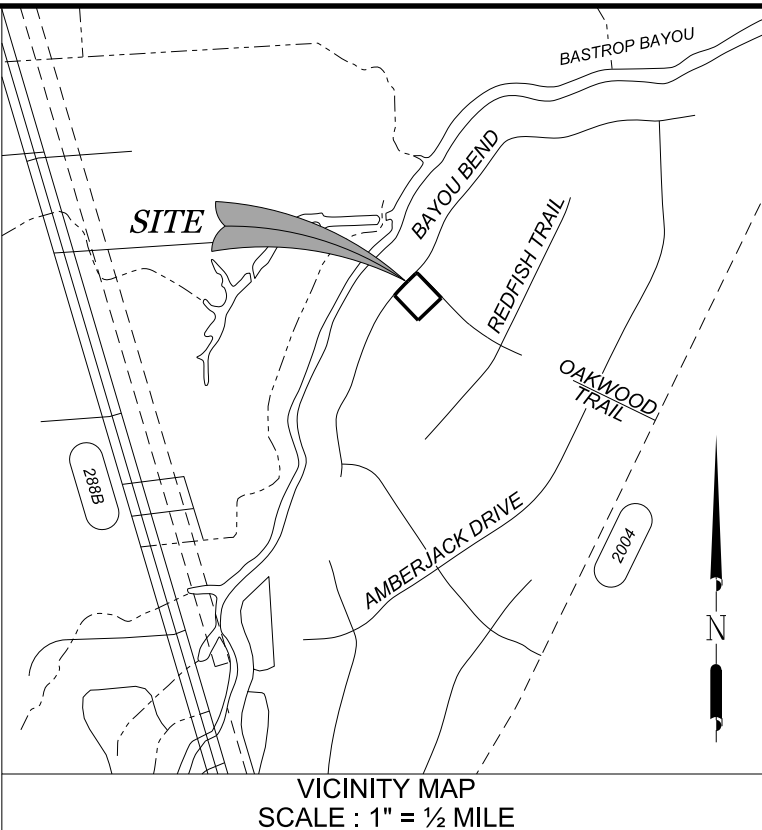 BASTROP BAYOU
BAYOU BEND
SITE
REDFISH TRAIL
OAKWOOD
TRAIL
288B
AMBERJACK DRIVE
2004
N
VICINITY MAP
SCALE : 1" = ½ MILE